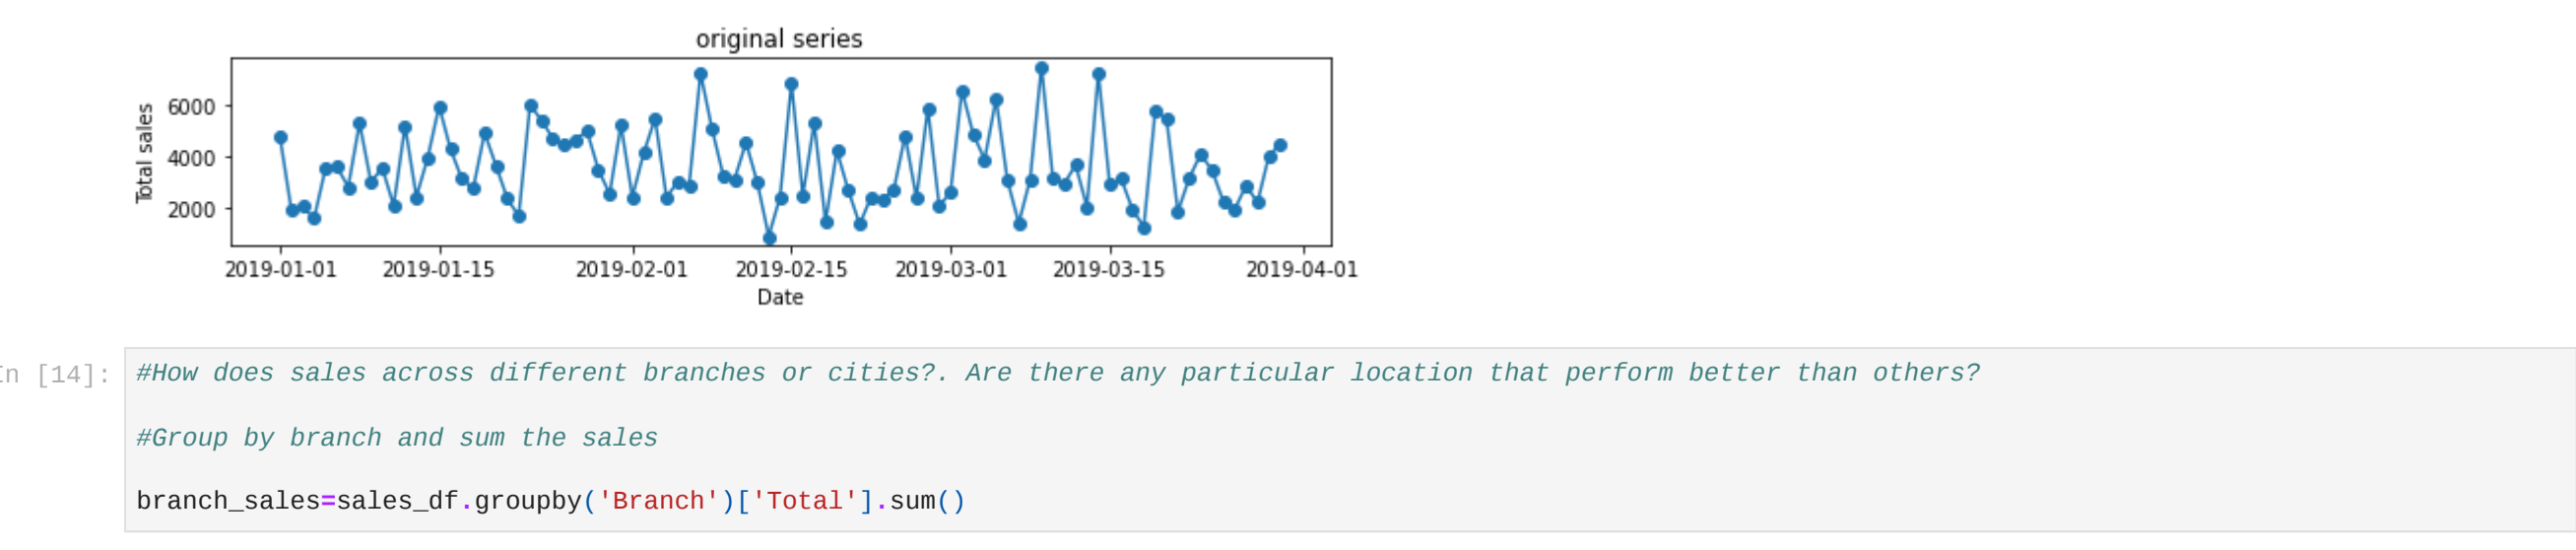 original series
Total sales
6000
4000
2000
2019-01-01 2019-01-15 2019-02-01 2019-02-15 2019-03-01 2019-03-15 2019-04-01
Date
In [14]:
#How does sales across different branches or cities?. Are there any particular location that perform better than others?
#Group by branch and sum the sales
branch_sales=sales_df.groupby('Branch')['Total'].sum()